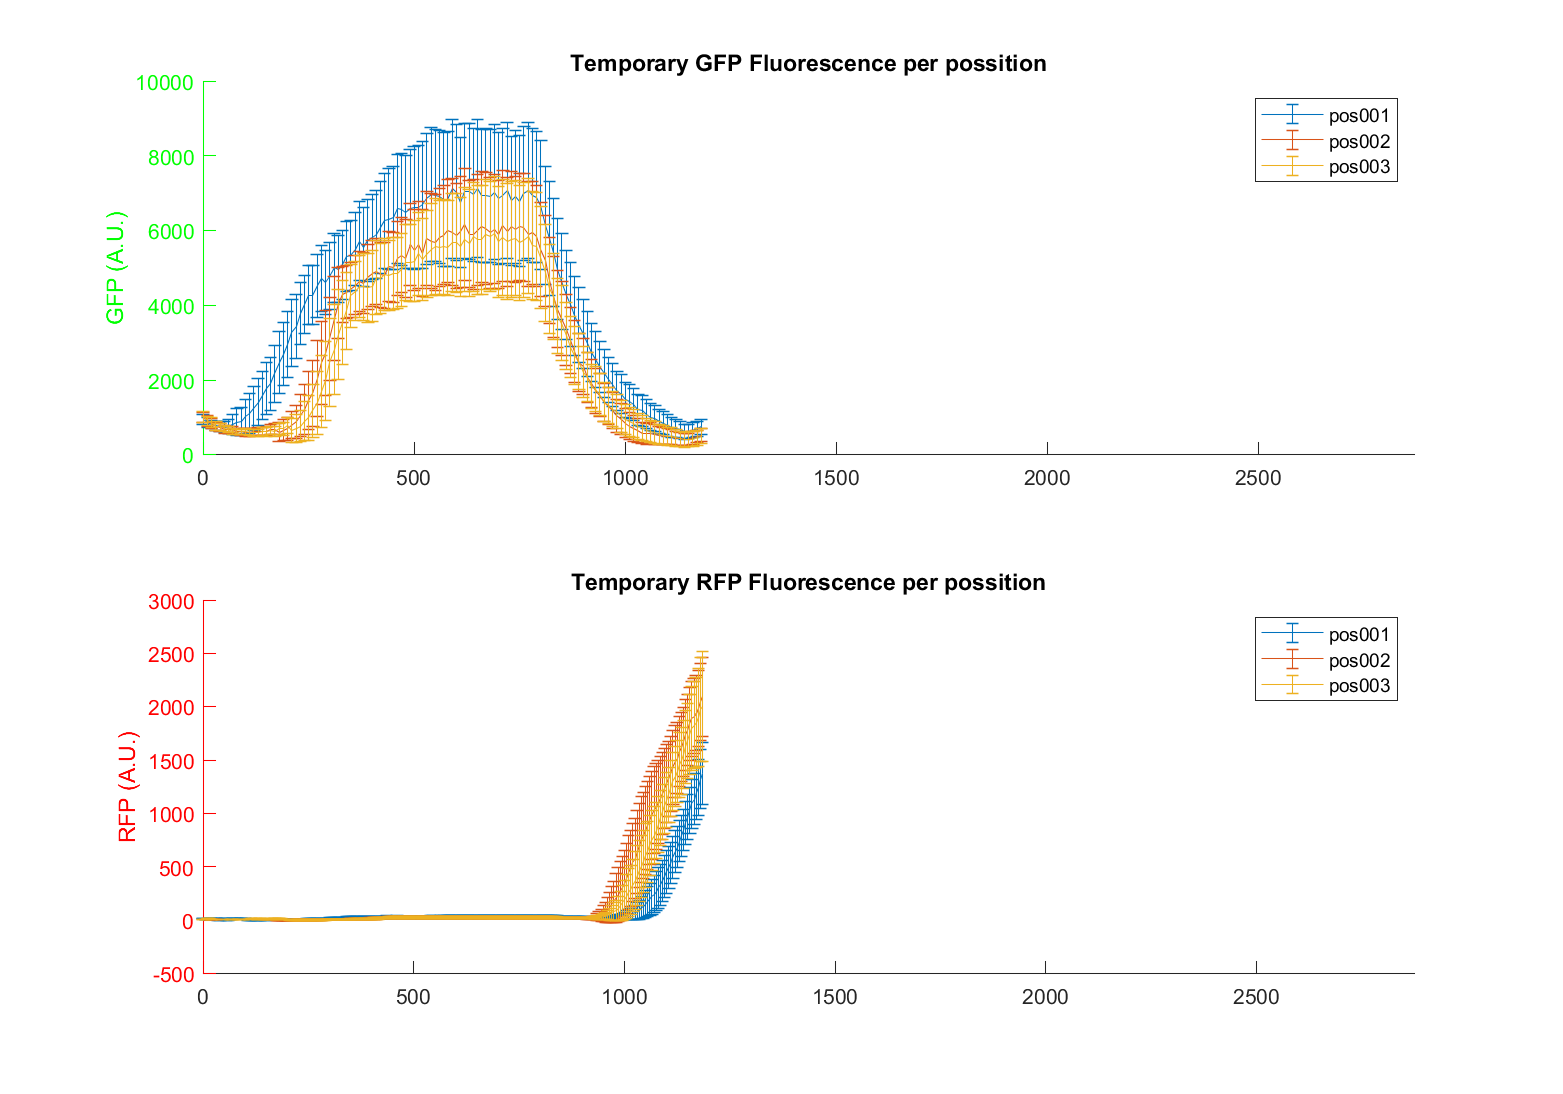 Temporary GFP Fluorescence per possition
GFP (A.U.)
10000
8000
6000
4000
2000
0
0 500 1000 1500 2000 2500
pos001
pos002
pos003
Temporary RFP Fluorescence per possition
RFP (A.U.)
3000
2500
2000
1500
1000
500
0
-500
0 500 1000 1500 2000 2500
pos001
pos002
pos003